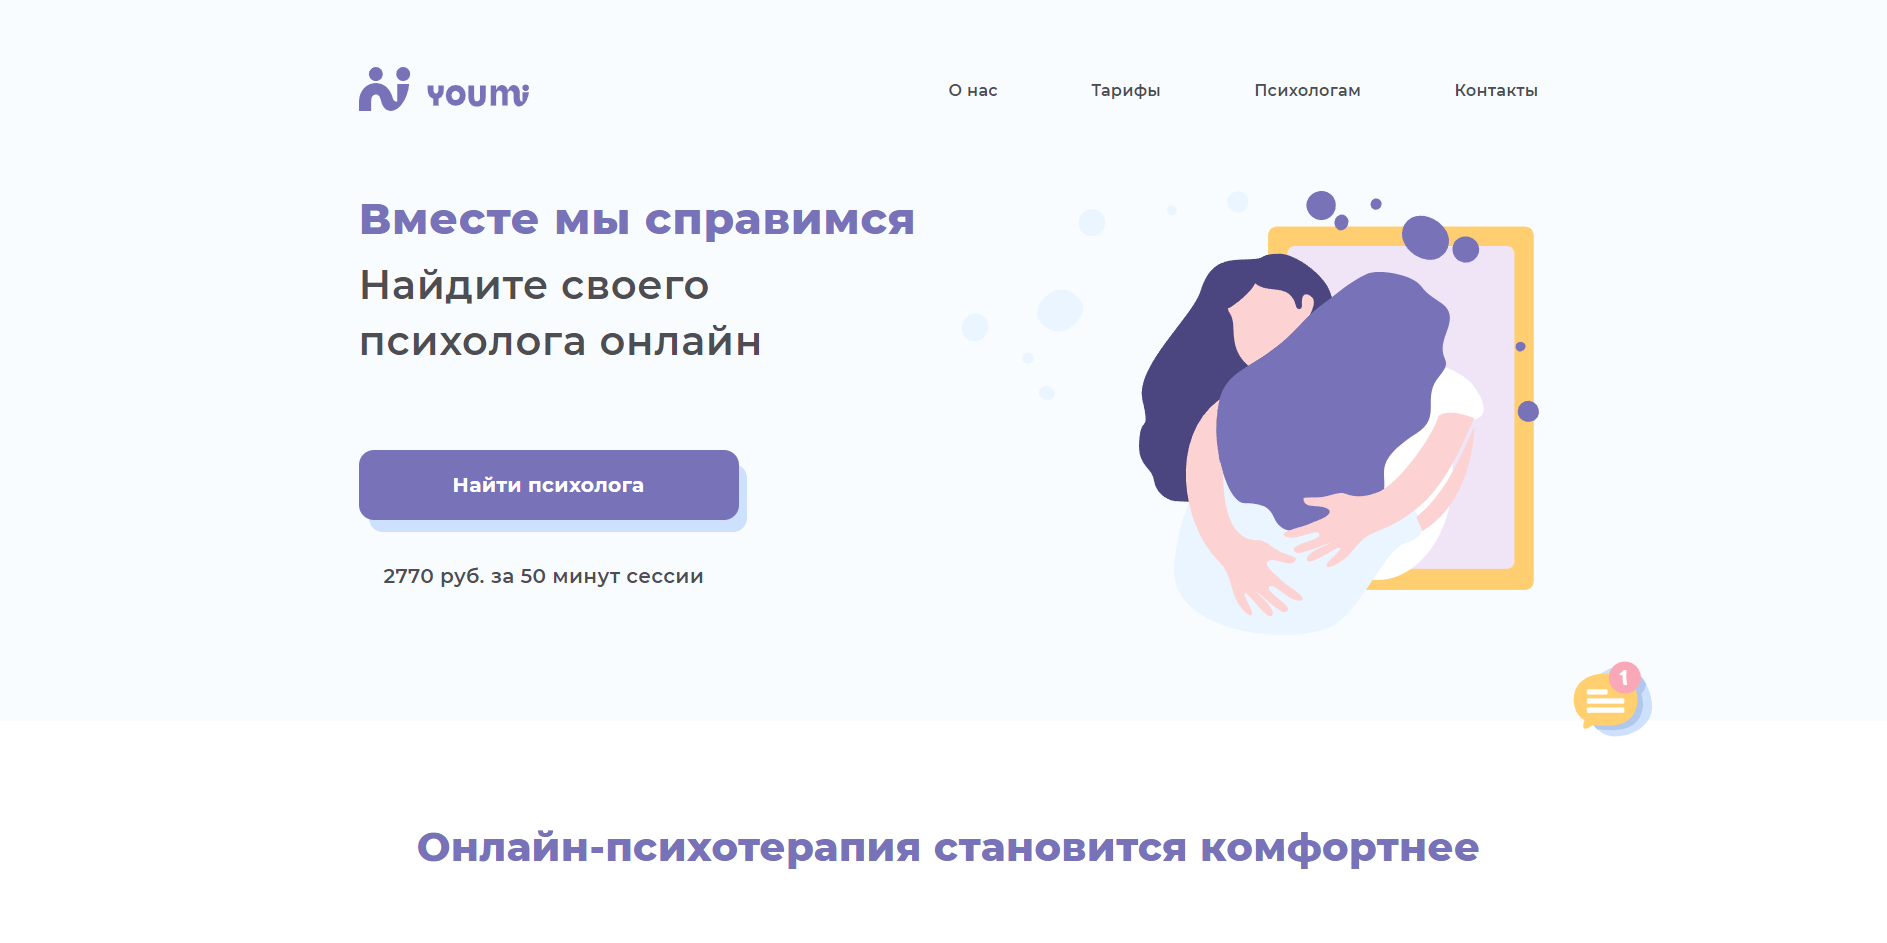 youmi
О нас
Тарифы
Психологам
Контакты
Вместе мы справимся
Найдите своего
психолога онлайн
Найти психолога
2770 руб. за 50 минут сессии
1
Онлайн-психотерапия становится комфортнее